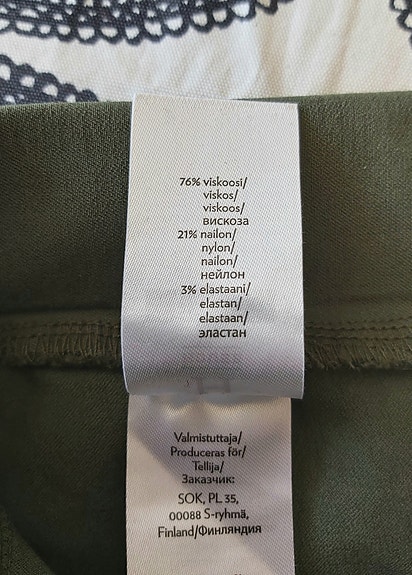 76% viskoosi/
viskos/
viskoos/
вискоза
21% nailon/
nylon/
nailon/
нейлон
3% elastaani/
elastan/
elastaan/
эластан
Valmistuttaja/
Produceras för/
Tellija/
Заказчик:
SOK, PL 35,
00088 S-ryhmä,
Finland/Финляндия